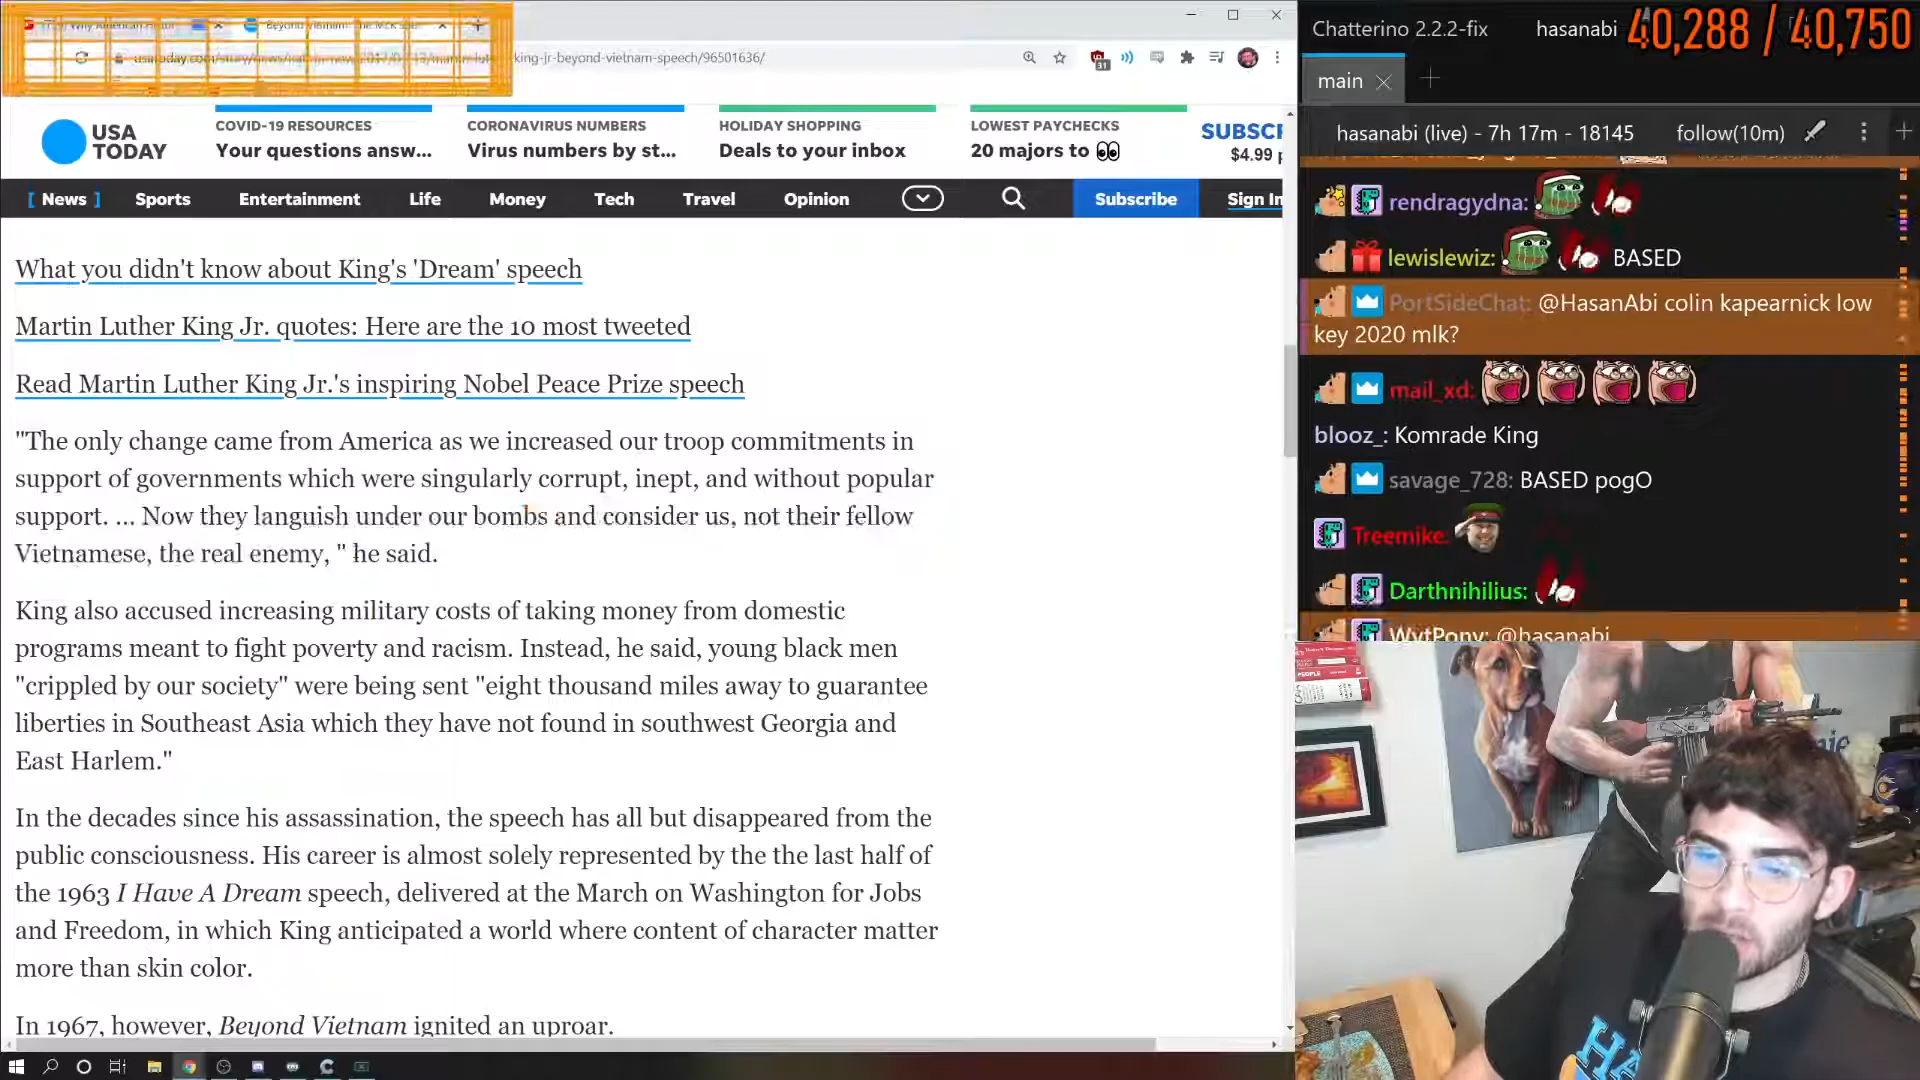 Why American
Beyond Vietnam: The MLK
king-jr-beyond-vietnam-speech/96501636/
31
USA
TODAY
COVID-19 RESOURCES
Your questions answ...
CORONAVIRUS NUMBERS
Virus numbers by st...
HOLIDAY SHOPPING
Deals to your inbox
LOWEST PAYCHECKS
20 majors to 👀
SUBSC
$4.99
[ News ]
Sports
Entertainment
Life
Money
Tech
Travel
Opinion
Subscribe
Sign In
What you didn't know about King's 'Dream' speech
Martin Luther King Jr. quotes: Here are the 10 most tweeted
Read Martin Luther King Jr.'s inspiring Nobel Peace Prize speech
"The only change came from America as we increased our troop commitments in
support of governments which were singularly corrupt, inept, and without popular
support. ... Now they languish under our bombs and consider us, not their fellow
Vietnamese, the real enemy, " he said.
King also accused increasing military costs of taking money from domestic
programs meant to fight poverty and racism. Instead, he said, young black men
"crippled by our society" were being sent "eight thousand miles away to guarantee
liberties in Southeast Asia which they have not found in southwest Georgia and
East Harlem."
In the decades since his assassination, the speech has all but disappeared from the
public consciousness. His career is almost solely represented by the the last half of
the 1963 I Have A Dream speech, delivered at the March on Washington for Jobs
and Freedom, in which King anticipated a world where content of character matter
more than skin color.
In 1967, however, Beyond Vietnam ignited an uproar.
Chatterino 2.2.2-fix
hasanabi
40,288 / 40,750
main
hasanabi (live) - 7h 17m - 18145
follow(10m)
rendragydna:
lewislewiz: BASED
PortSideChat: @HasanAbi colin kapearnick low
key 2020 mlk?
mail_xd:
blooz_: Komrade King
savage_728: BASED pogO
Treemike:
Darthnihilius:
WytPony: @hasanabi
PEOPLE
HA